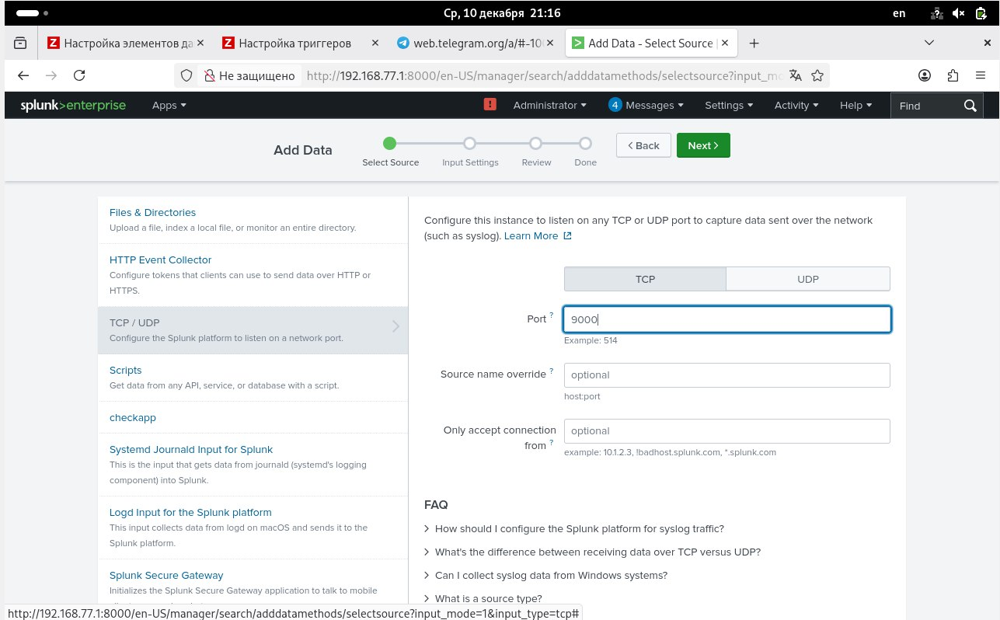 Ср, 10 декабря 21:16
en
Настройка элементов да
Настройка триггеров
web.telegram.org/a/#-10
Add Data - Select Source |
Не защищено
http://192.168.77.1:8000/en-US/manager/search/adddatamethods/selectsource?input_mo
splunk>enterprise
Apps
!
Administrator
4
Messages
Settings
Activity
Help
Find
Add Data
Select Source
Input Settings
Review
Done
Back
Next
Files & Directories
Upload a file, index a local file, or monitor an entire directory.
HTTP Event Collector
Configure tokens that clients can use to send data over HTTP or
HTTPS.
TCP / UDP
Configure the Splunk platform to listen on a network port.
Scripts
Get data from any API, service, or database with a script.
checkapp
Systemd Journald Input for Splunk
This is the input that gets data from journald (systemd's logging
component) into Splunk.
Logd Input for the Splunk platform
This input collects data from logd on macOS and sends it to the
Splunk platform.
Splunk Secure Gateway
Initializes the Splunk Secure Gateway application to talk to mobile
Configure this instance to listen on any TCP or UDP port to capture data sent over the network
(such as syslog). Learn More
TCP
UDP
Port ?
9000
Example: 514
Source name override ?
optional
host:port
Only accept connection
from ?
optional
example: 10.1.2.3, !badhost.splunk.com, *.splunk.com
FAQ
How should I configure the Splunk platform for syslog traffic?
What's the difference between receiving data over TCP versus UDP?
Can I collect syslog data from Windows systems?
What is a source type?
http://192.168.77.1:8000/en-US/manager/search/adddatamethods/selectsource?input_mode=1&input_type=tcp#